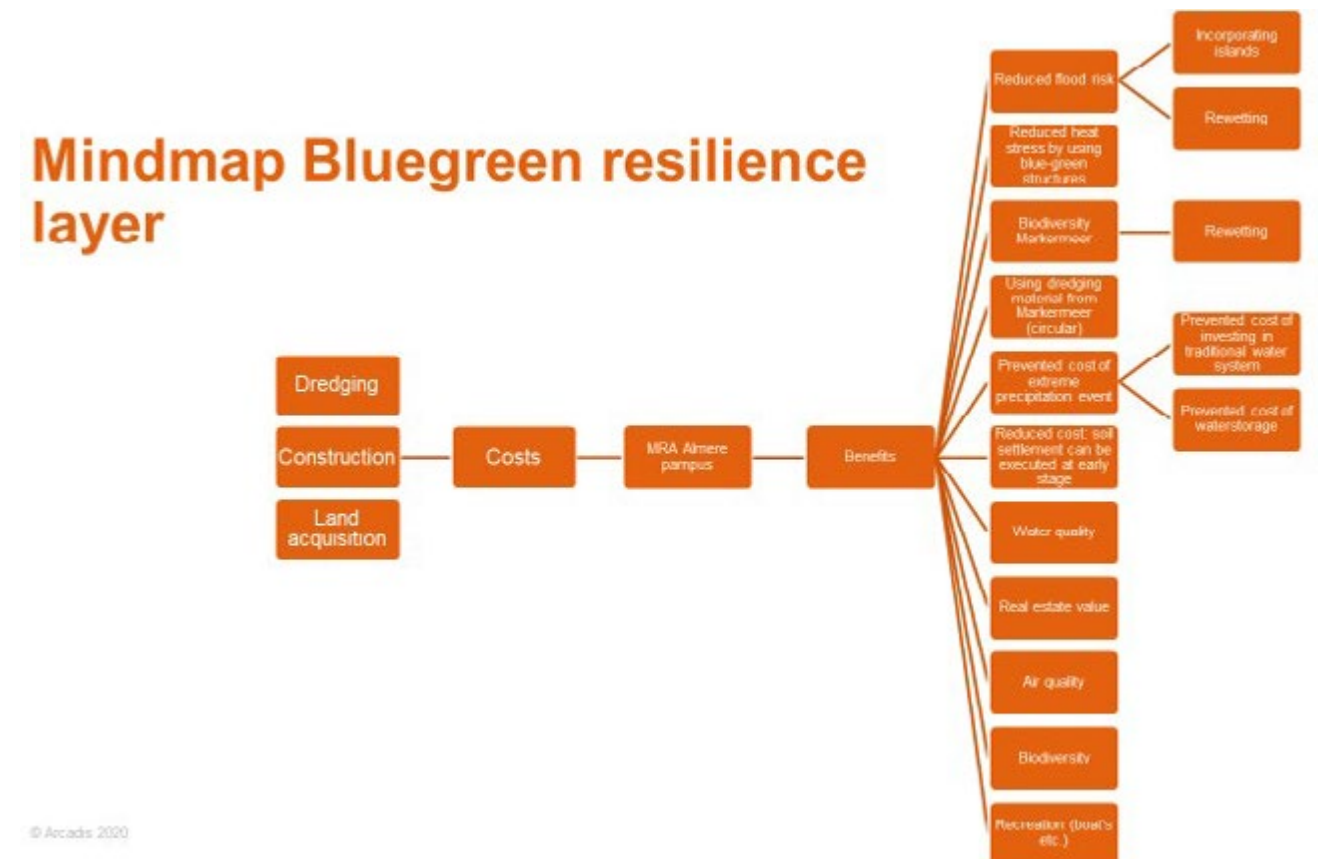 Mindmap Bluegreen resilience
layer
Dredging
Construction
Land
acquisition
Costs
MRA Almere
pampus
Benefits
Reduced flood risk
Incorporating
islands
Rewetting
Reduced heat
stress by using
blue-green
structures
Biodiversity
Markermeer
Rewetting
Using dredging
material from
Markermeer
(circular)
Prevented cost of
extreme
precipitation event
Prevented cost of
investing in
traditional water
system
Prevented cost of
waterstorage
Reduced cost: soil
settlement can be
executed at early
stage
Water quality
Real estate value
Air quality
Biodiversity
Recreation (boat's
etc.)
© Arcadis 2020